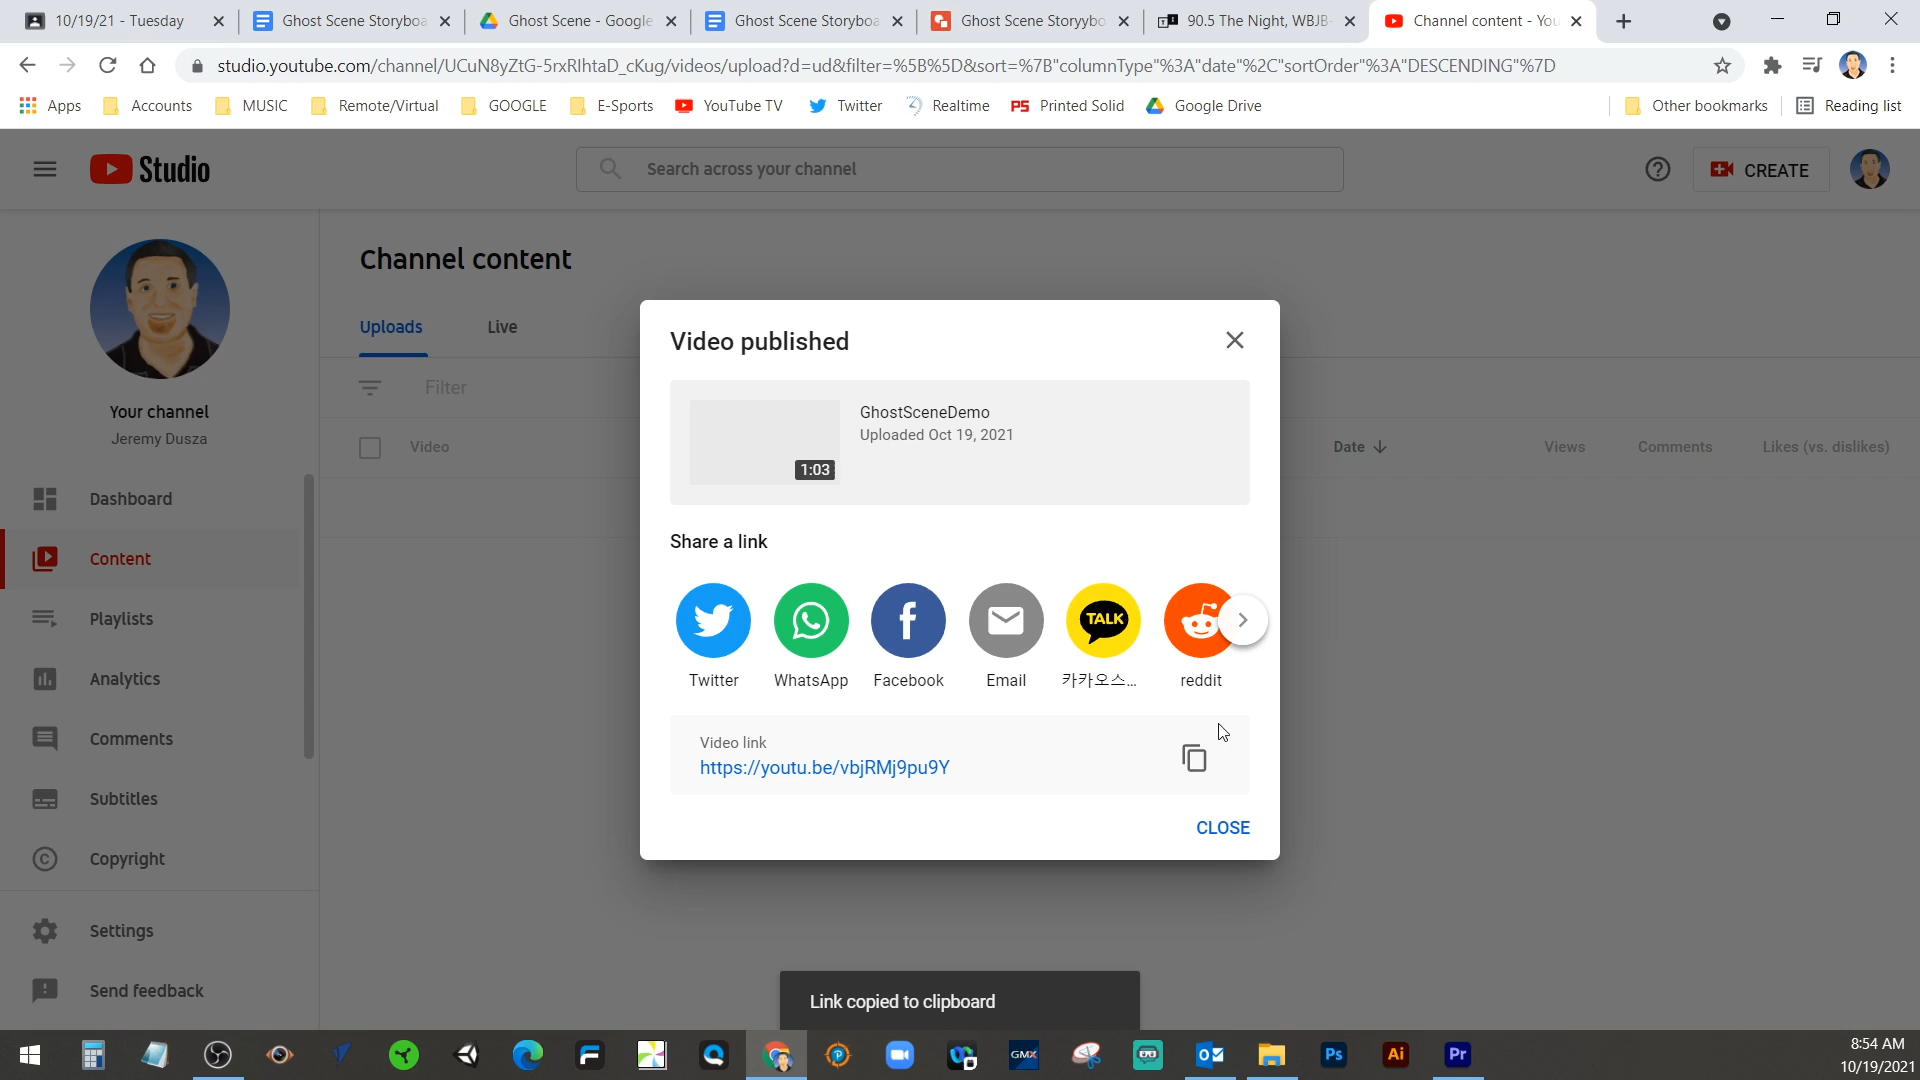 10/19/21 - Tuesday
Ghost Scene Storyboa
Ghost Scene - Google
Ghost Scene Storyboa
Ghost Scene Storyybo
90.5 The Night, WBJB-
Channel content - You
studio.youtube.com/channel/UCuN8yZtG-5rxRIhtaD_cKug/videos/upload?d=ud&filter=%5B%5D&sort=%7B"columnType"%3A"date"%2C"sortOrder"%3A"DESCENDING"%7D
Apps
Accounts
MUSIC
Remote/Virtual
GOOGLE
E-Sports
YouTube TV
Twitter
Realtime
PS Printed Solid
Google Drive
Other bookmarks
Reading list
Studio
Search across your channel
CREATE
Your channel
Jeremy Dusza
Dashboard
Content
Playlists
Analytics
Comments
Subtitles
Copyright
Settings
Send feedback
Channel content
Uploads
Live
Filter
Video
Date
Views
Comments
Likes (vs. dislikes)
Video published
GhostSceneDemo
Uploaded Oct 19, 2021
1:03
Share a link
TALK
Twitter
WhatsApp
Facebook
Email
카카오스...
reddit
Video link
https://youtu.be/vbjRMj9pu9Y
CLOSE
Link copied to clipboard
GMX
Ps
Ai
Pr
8:54 AM
10/19/2021